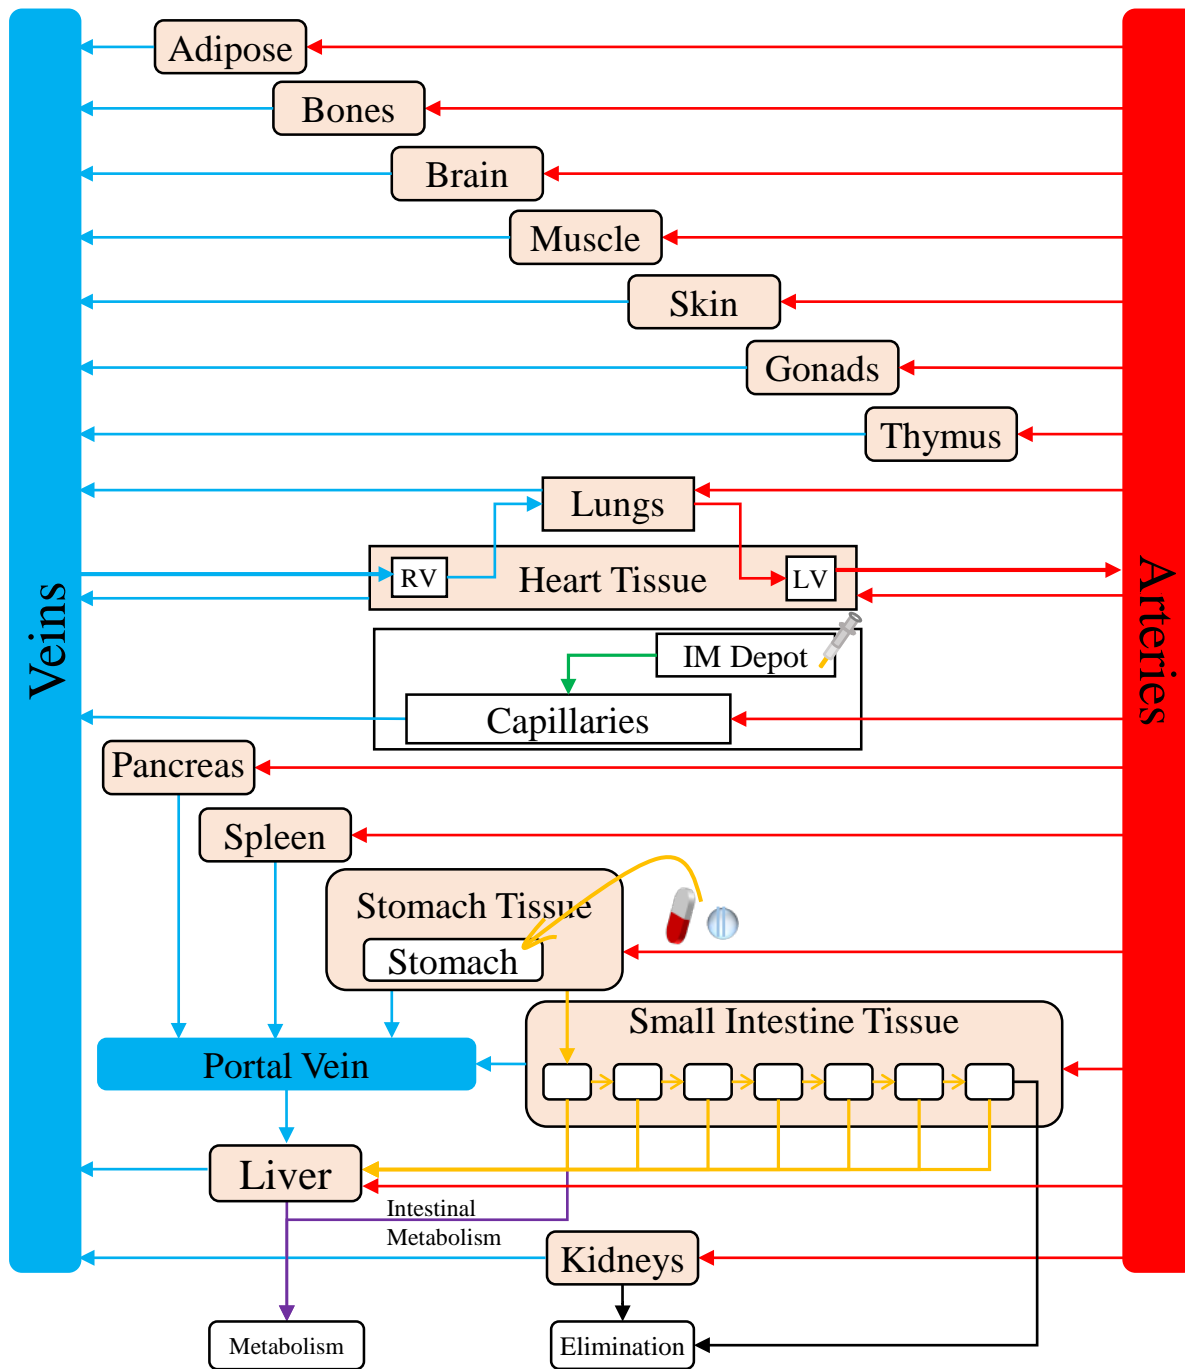 Adipose
Bones
Brain
Muscle
Skin
Gonads
Thymus
Lungs
RV
Heart Tissue
LV
Veins
Arteries
IM Depot
Capillaries
Pancreas
Spleen
Stomach Tissue
Stomach
Small Intestine Tissue
Portal Vein
Liver
Intestinal
Metabolism
Kidneys
Metabolism
Elimination